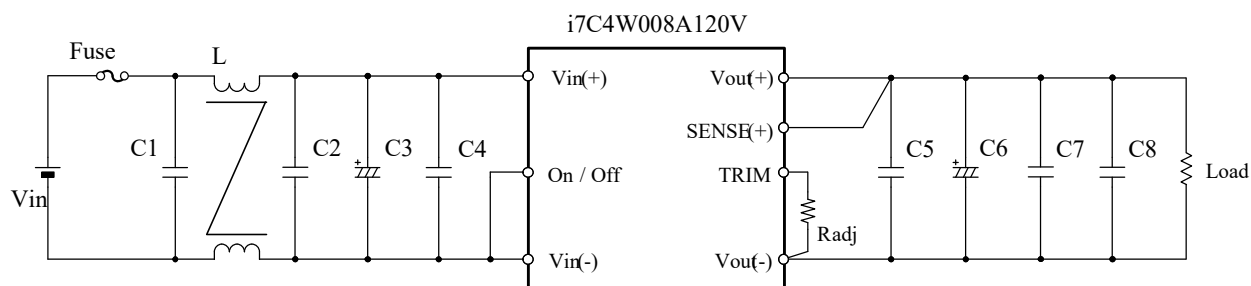 i7C4W008A120V
Fuse
L
Vin(+)
Vout(+)
SENSE(+)
C1
C2
C3
C4
On / Off
TRIM
C5
C6
C7
C8
Vin
Load
Radj
Vin(-)
Vout(-)